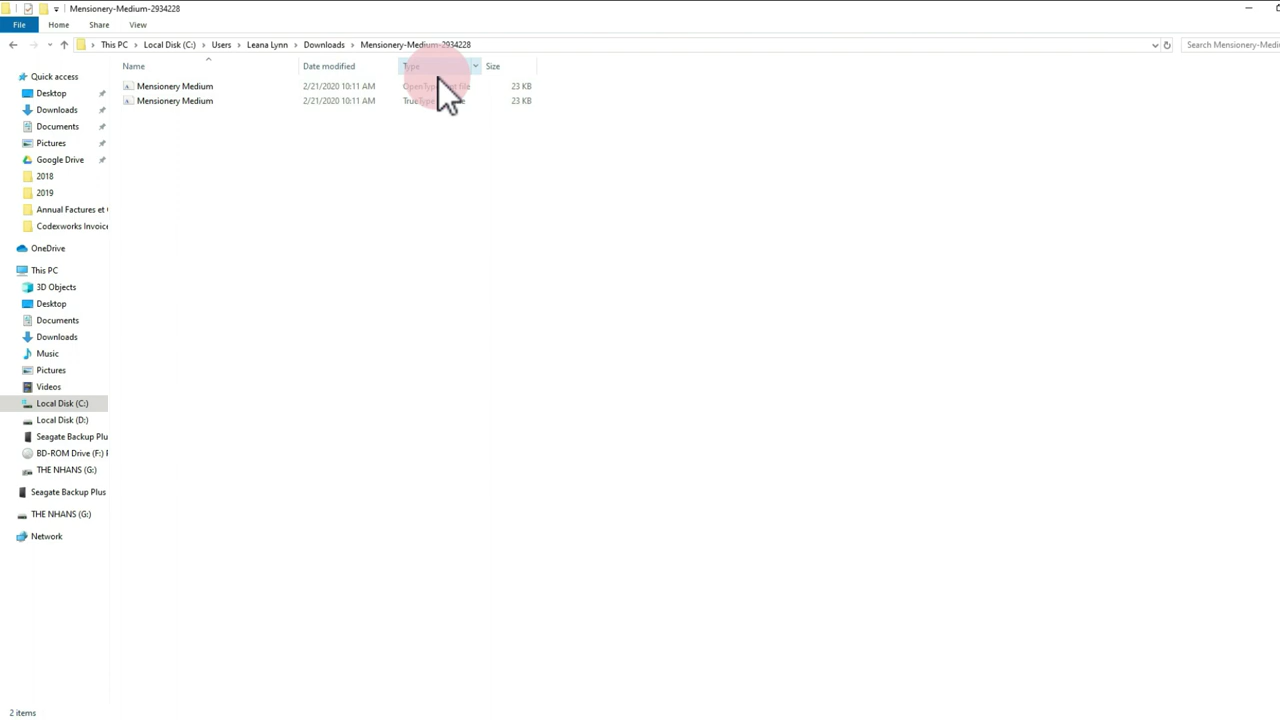 Mensionery-Medium-2934228
File Home Share View
This PC Local Disk (C:) Users Leana Lynn Downloads Mensionery-Medium-2934228 Search Mensionery-Medi
Name Date modified Type Size
Mensionery Medium 2/21/2020 10:11 AM OpenType file 23 KB
Mensionery Medium 2/21/2020 10:11 AM TrueType 23 KB
Quick access
Desktop
Downloads
Documents
Pictures
Google Drive
2018
2019
Annual Factures et
Codexworks Invoice
OneDrive
This PC
3D Objects
Desktop
Documents
Downloads
Music
Pictures
Videos
Local Disk (C:)
Local Disk (D:)
Seagate Backup Plu
BD-ROM Drive (F:)
THE NHANS (G:)
Seagate Backup Plus
THE NHANS (G:)
Network
2 items